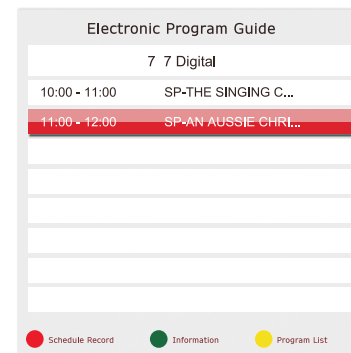 Electronic Program Guide
7 7 Digital
10:00 - 11:00 SP-THE SINGING C...
11:00 - 12:00 SP-AN AUSSIE CHRI...
Schedule Record Information Program List